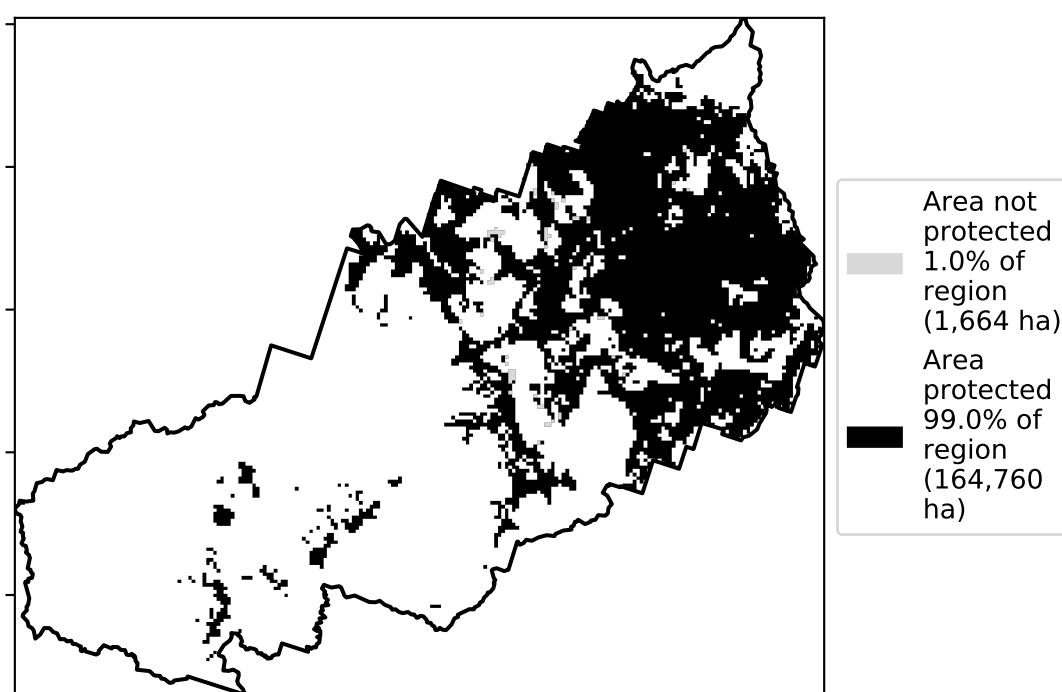 Area not
protected
1.0% of
region
(1,664 ha)
Area
protected
99.0% of
region
(164,760
ha)